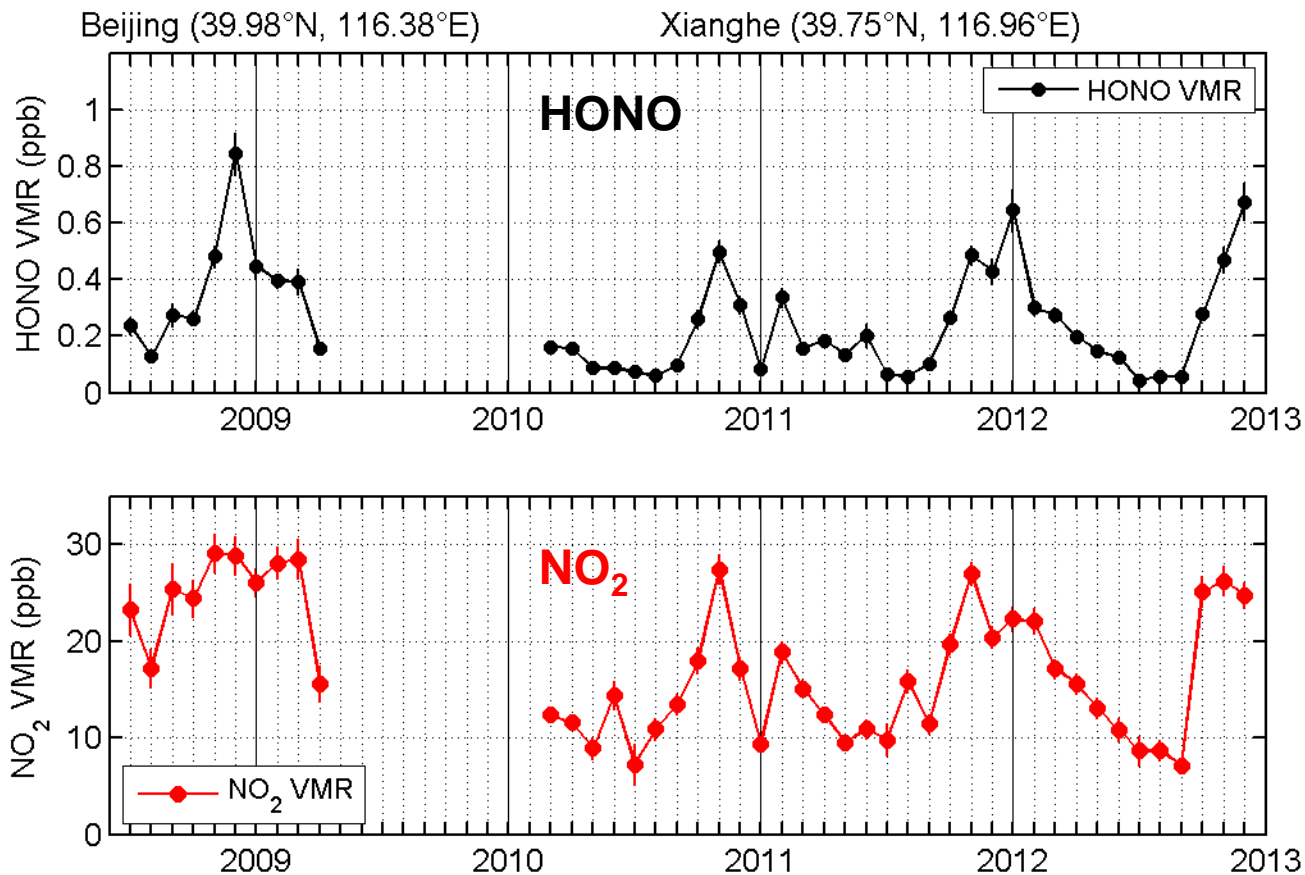 Beijing (39.98°N, 116.38°E)
Xianghe (39.75°N, 116.96°E)
HONO VMR (ppb)
1
0.8
0.6
0.4
0.2
0
HONO
HONO VMR
2009
2010
2011
2012
2013
NO₂ VMR (ppb)
30
20
10
0
NO₂
NO₂ VMR
2009
2010
2011
2012
2013